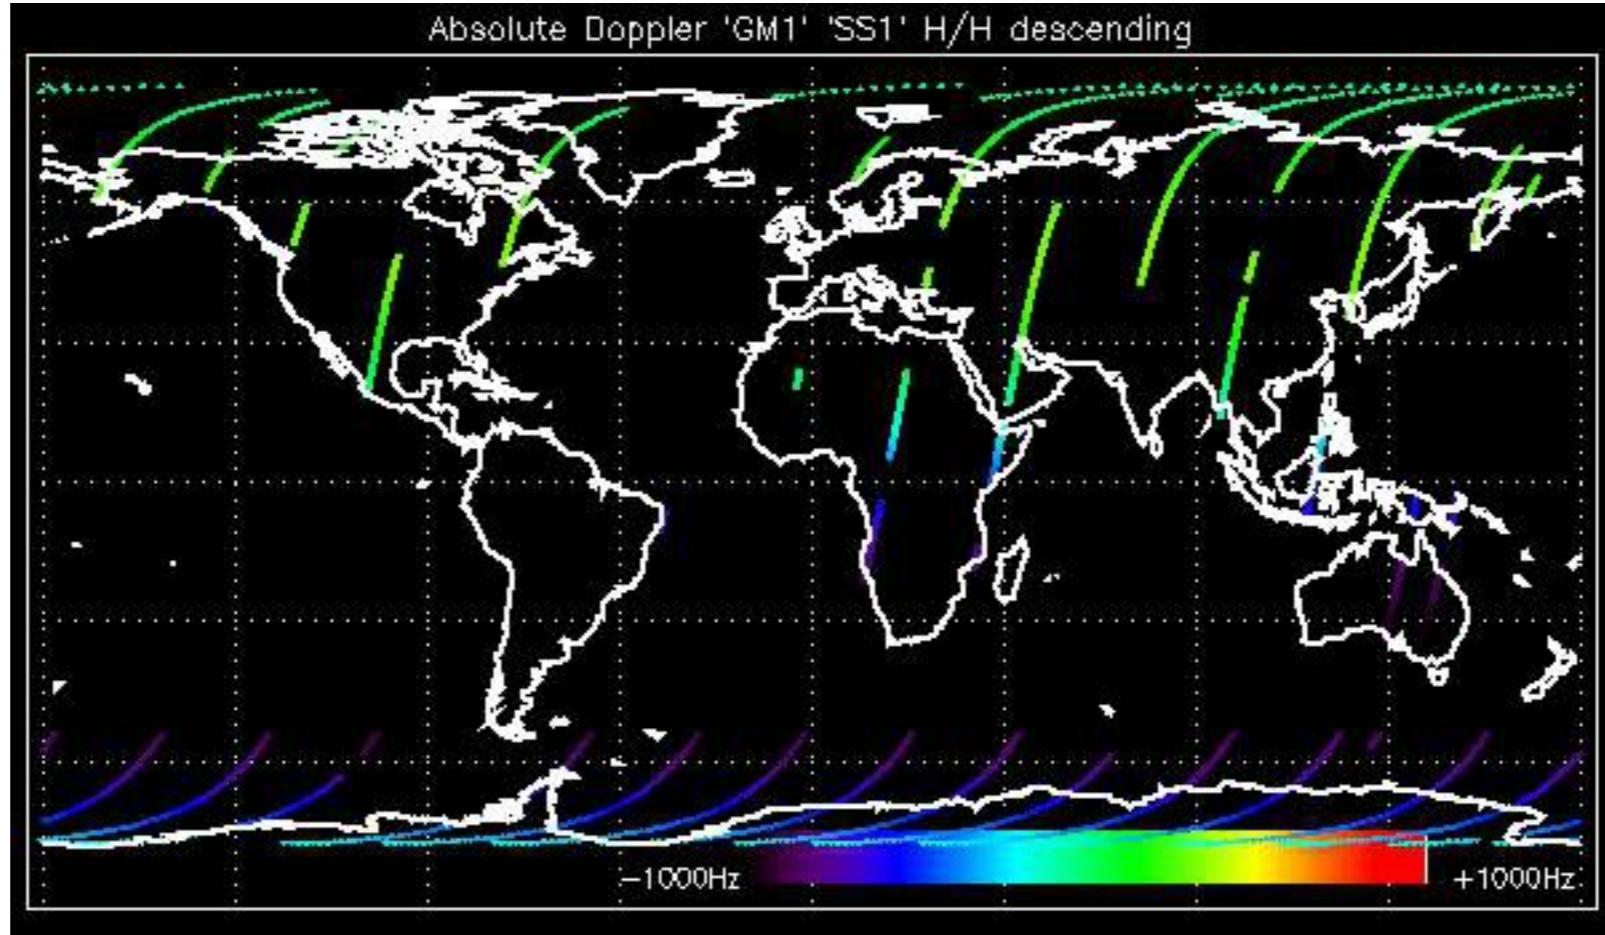 Absolute Doppler 'GM1' 'SS1' H/H descending
−1000Hz
+1000Hz